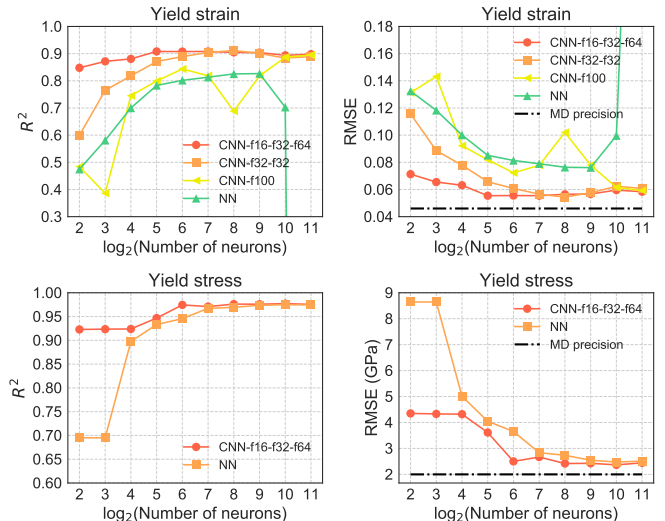 Yield strain
R²
0.3 0.4 0.5 0.6 0.7 0.8 0.9 1.0
CNN-f16-f32-f64
CNN-f32-f32
CNN-f100
NN
2 3 4 5 6 7 8 9 10 11
log₂(Number of neurons)
Yield strain
RMSE
0.04 0.06 0.08 0.10 0.12 0.14 0.16 0.18
CNN-f16-f32-f64
CNN-f32-f32
CNN-f100
NN
MD precision
2 3 4 5 6 7 8 9 10 11
log₂(Number of neurons)
Yield stress
R²
0.60 0.65 0.70 0.75 0.80 0.85 0.90 0.95 1.00
CNN-f16-f32-f64
NN
2 3 4 5 6 7 8 9 10 11
log₂(Number of neurons)
Yield stress
RMSE (GPa)
2 3 4 5 6 7 8 9
CNN-f16-f32-f64
NN
MD precision
2 3 4 5 6 7 8 9 10 11
log₂(Number of neurons)